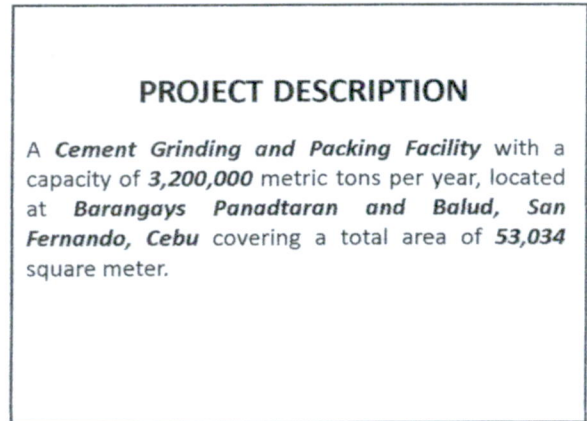 PROJECT DESCRIPTION
A Cement Grinding and Packing Facility with a
capacity of 3,200,000 metric tons per year, located
at Barangays Panadtaran and Balud, San
Fernando, Cebu covering a total area of 53,034
square meter.